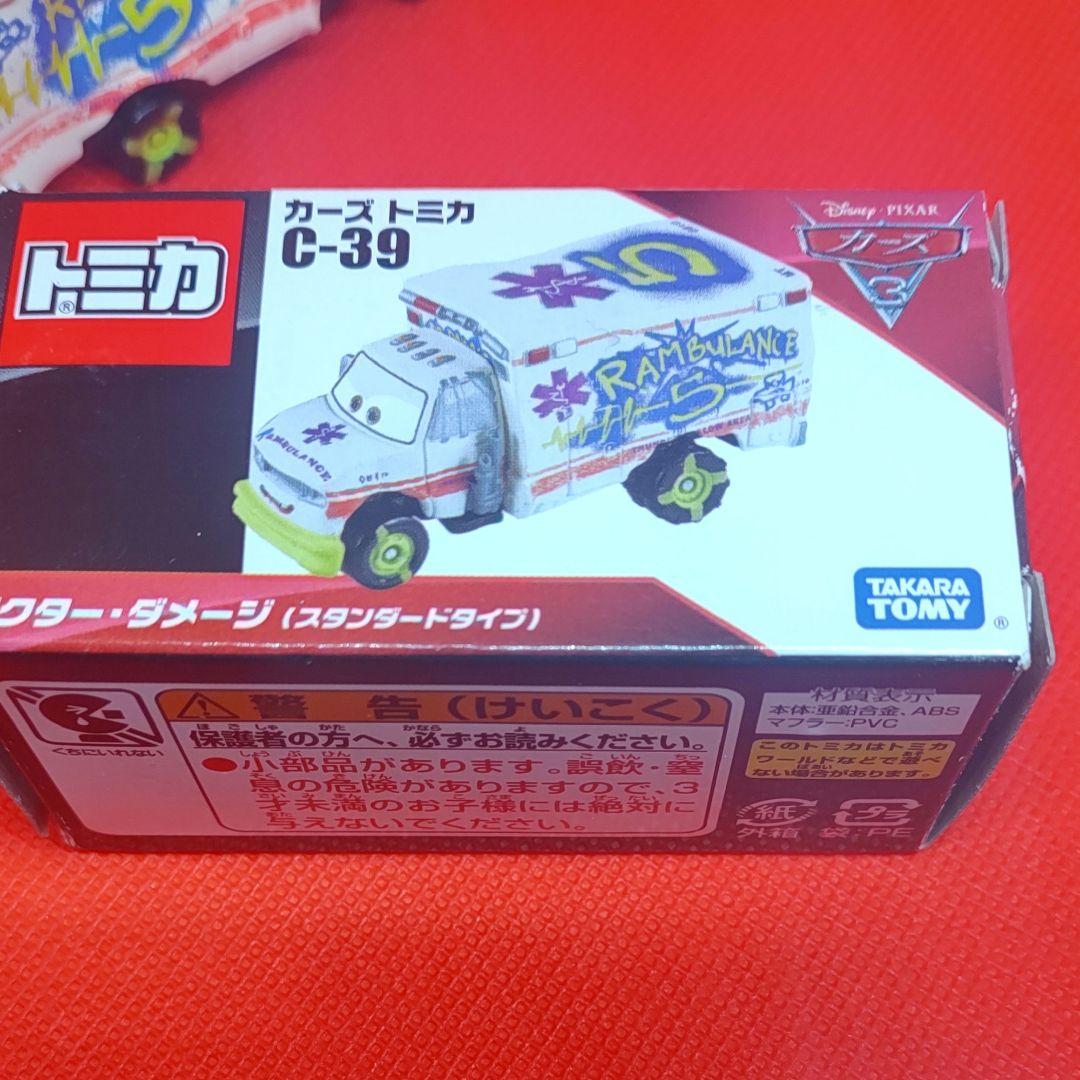 5
トミカ®
カーズ トミカ
C-39
Disney・PIXAR
カーズ
3
5
RAMBULANCE
5
AMBULANCE
クター・ダメージ（スタンダードタイプ）
TAKARA
TOMY ®
くちにいれない
警 告（けいこく）
保護者の方へ、必ずお読みください。
●小部品があります。誤飲・窒
息の危険がありますので、3
才未満のお子様には絶対に
与えないでください。
材質表示
本体:亜鉛合金、ABS
マフラー:PVC
このトミカはトミカ
ワールドなどで遊べ
ない場合があります。
紙 プラ
外箱 袋:PE